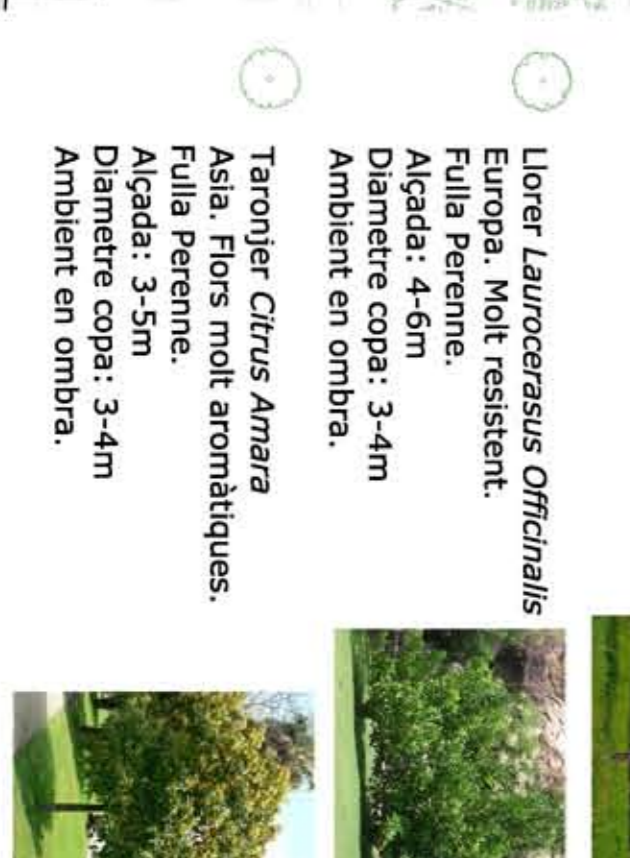 Llorer Laurocerasus Officinalis
Europa. Molt resistent.
Fulla Perenne.
Alçada: 4-6m
Diametre copa: 3-4m
Ambient en ombra.
Taronjer Citrus Amara
Asia. Flors molt aromàtiques.
Fulla Perenne.
Alçada: 3-5m
Diametre copa: 3-4m
Ambient en ombra.